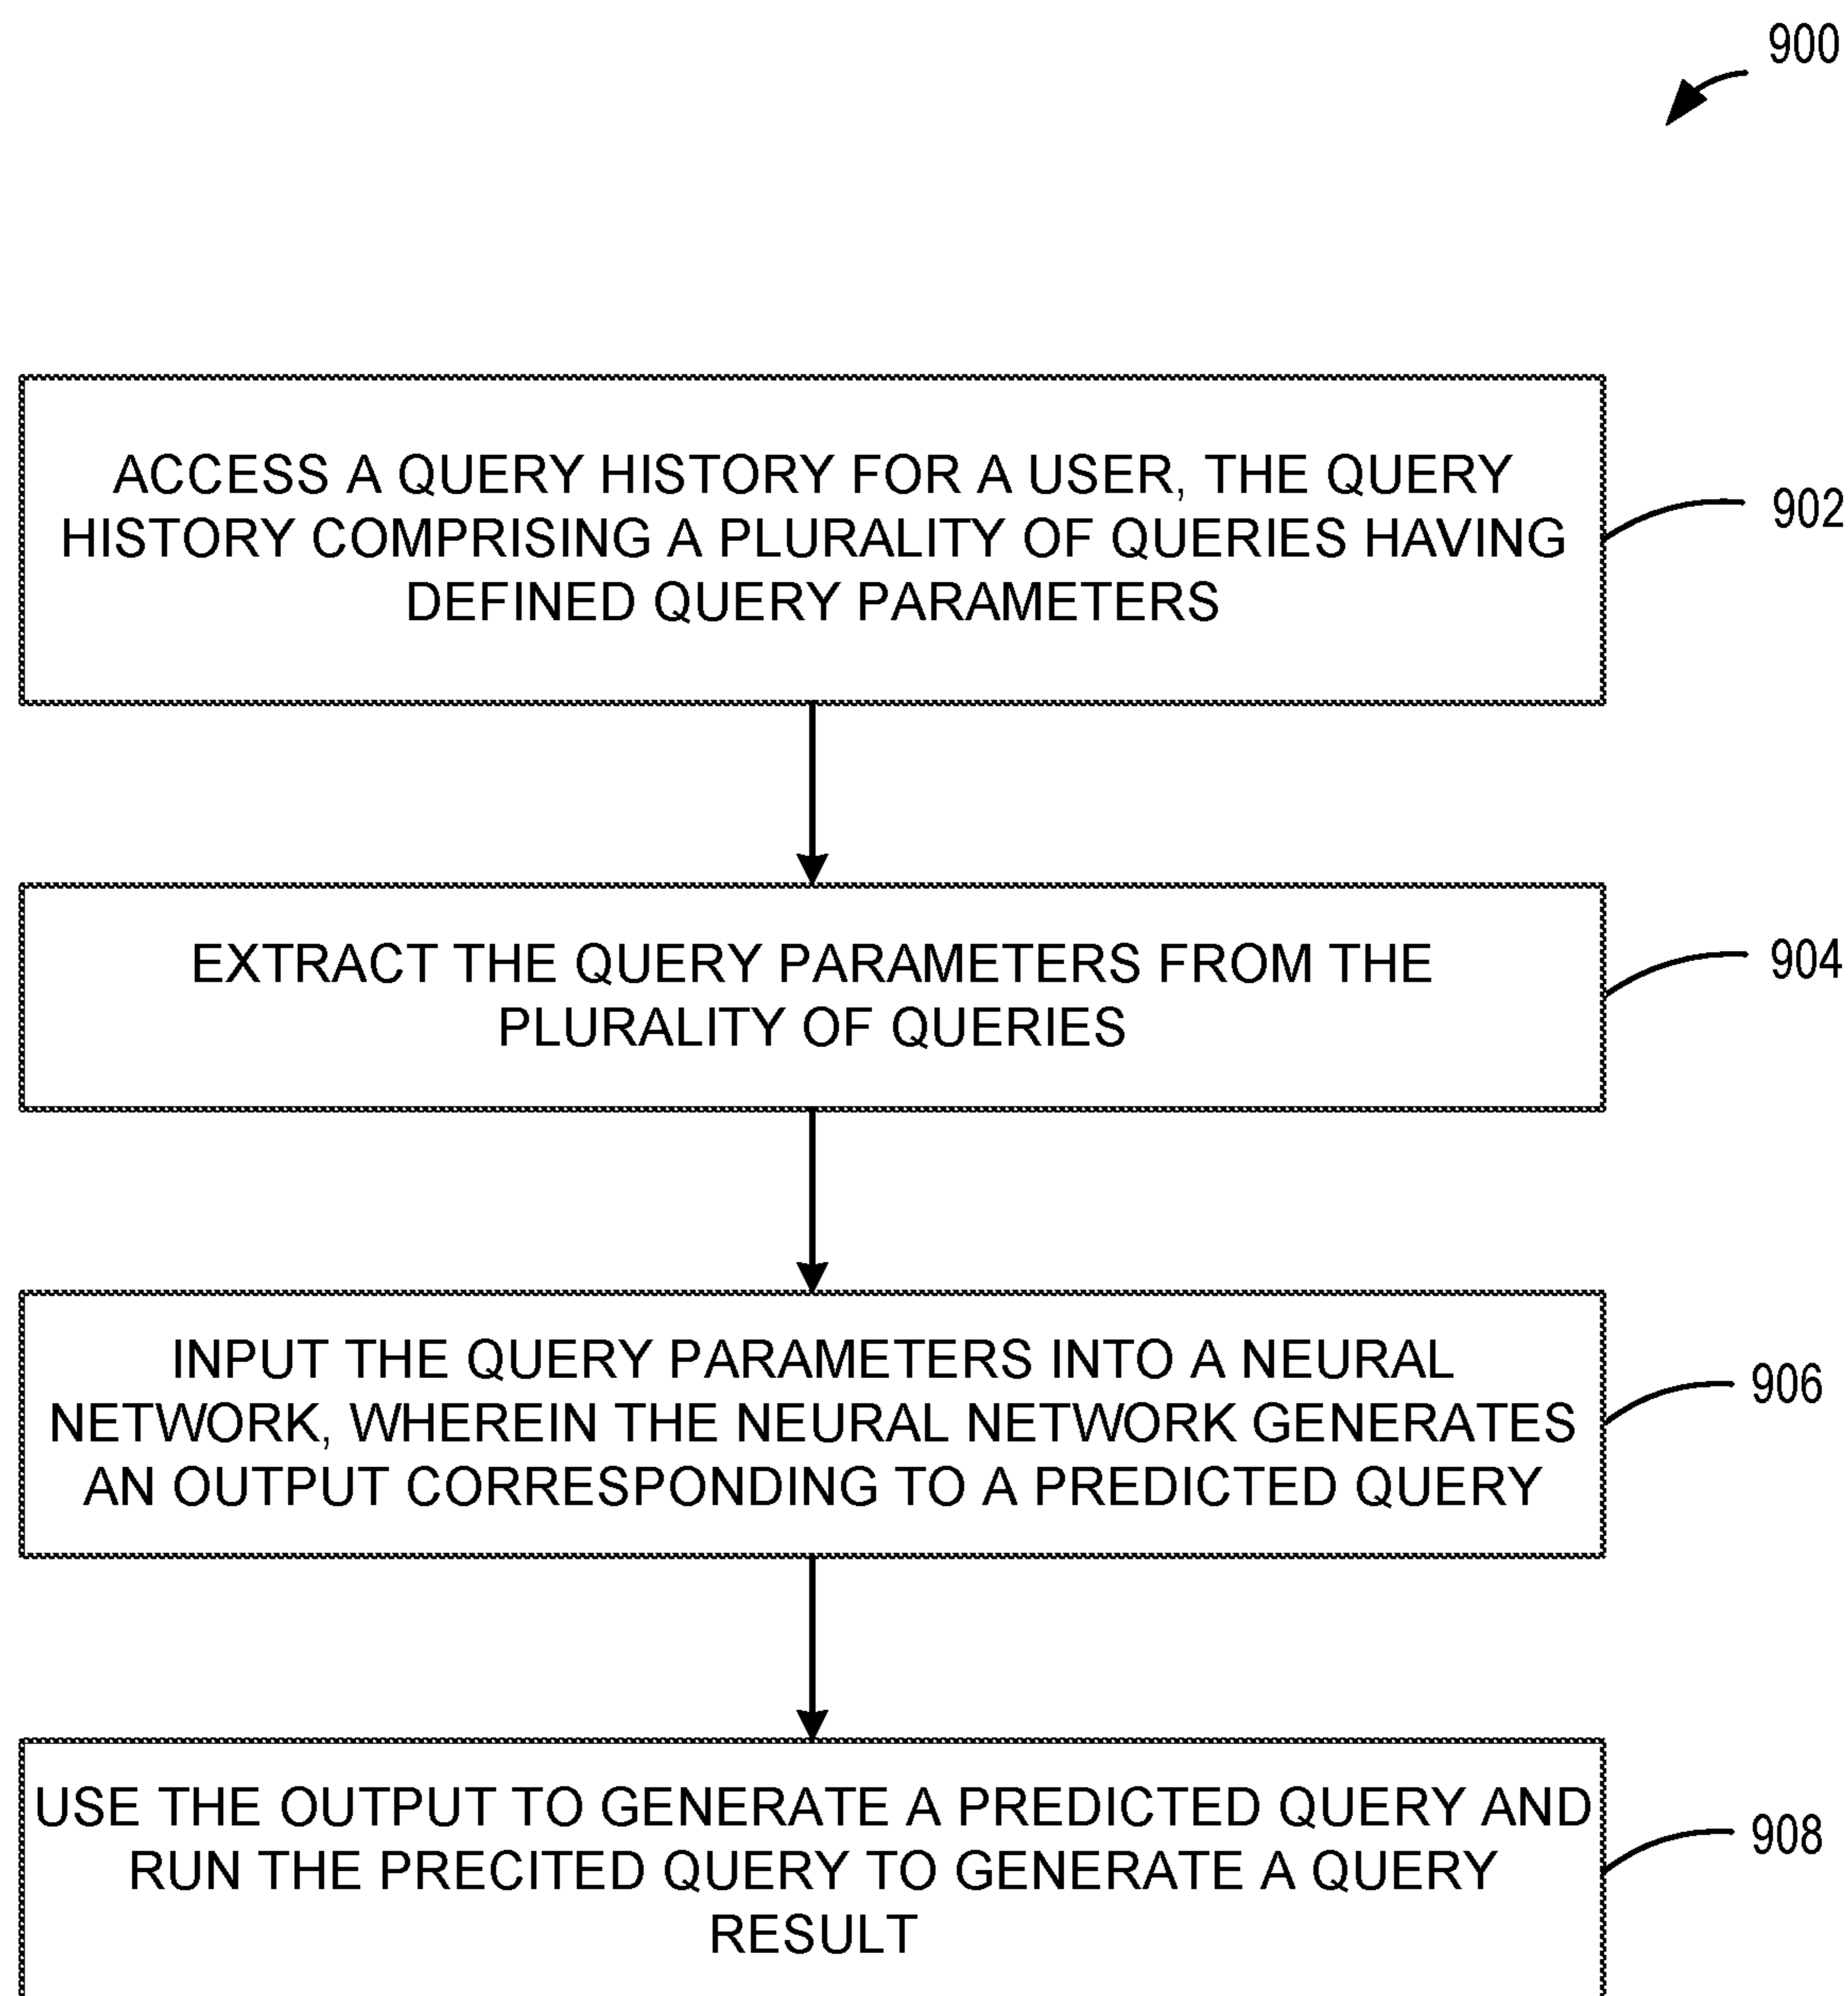 900
ACCESS A QUERY HISTORY FOR A USER, THE QUERY
HISTORY COMPRISING A PLURALITY OF QUERIES HAVING
DEFINED QUERY PARAMETERS
902
EXTRACT THE QUERY PARAMETERS FROM THE
PLURALITY OF QUERIES
904
INPUT THE QUERY PARAMETERS INTO A NEURAL
NETWORK, WHEREIN THE NEURAL NETWORK GENERATES
AN OUTPUT CORRESPONDING TO A PREDICTED QUERY
906
USE THE OUTPUT TO GENERATE A PREDICTED QUERY AND
RUN THE PRECITED QUERY TO GENERATE A QUERY
RESULT
908